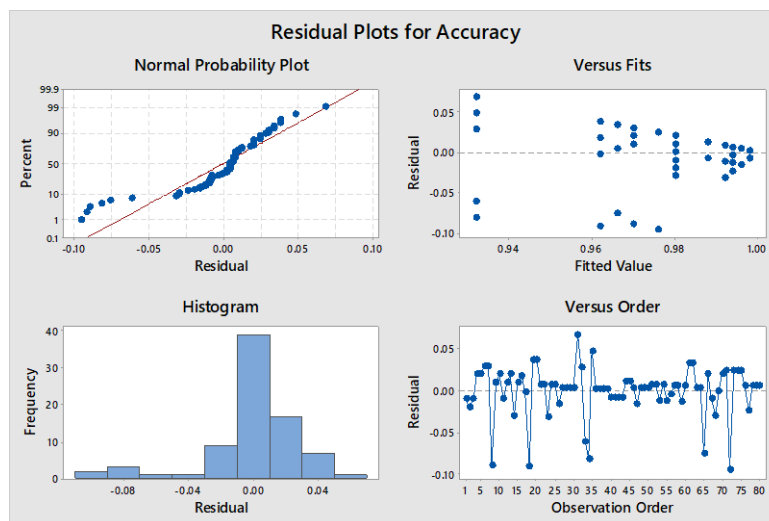 Residual Plots for Accuracy
Normal Probability Plot
99.9
99
90
50
10
1
0.1
Percent
-0.10 -0.05 0.00 0.05 0.10
Residual
Versus Fits
0.05
0.00
-0.05
-0.10
Residual
0.94 0.96 0.98 1.00
Fitted Value
Histogram
40
30
20
10
0
Frequency
-0.08 -0.04 0.00 0.04
Residual
Versus Order
0.05
0.00
-0.05
-0.10
Residual
1 5 10 15 20 25 30 35 40 45 50 55 60 65 70 75 80
Observation Order